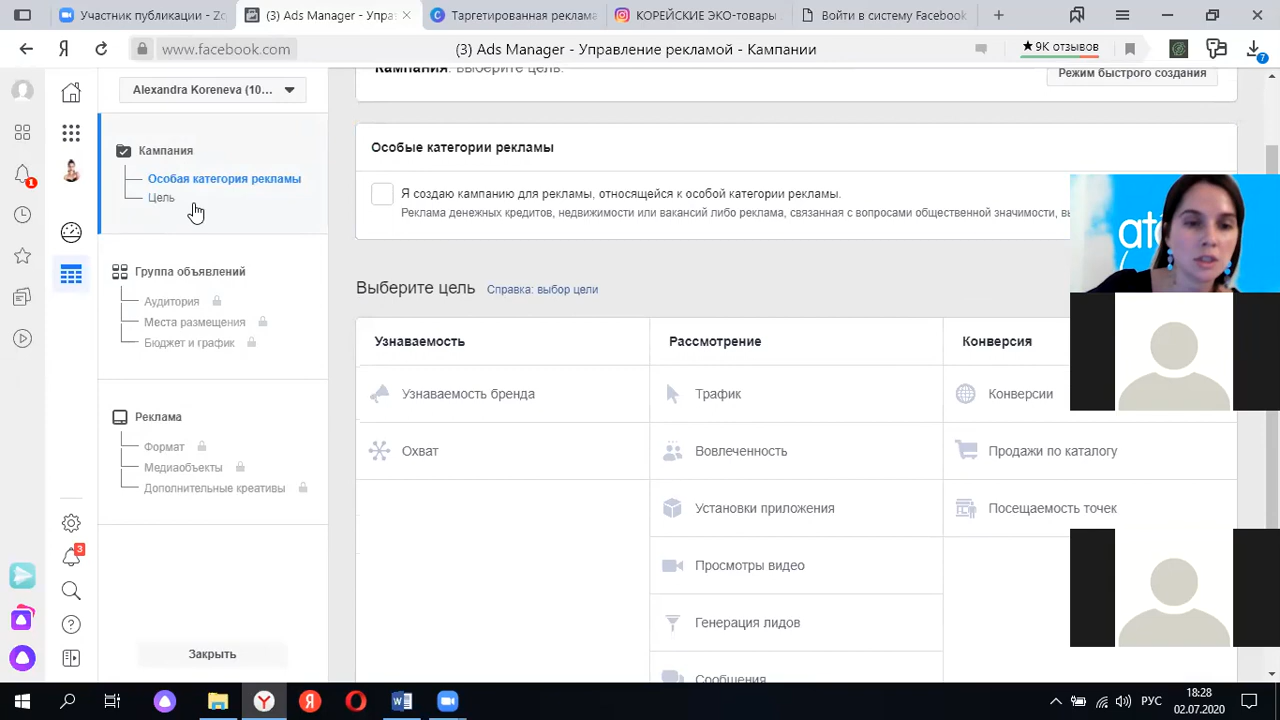 Участник публикации - Zo
(3) Ads Manager - Упра
Таргетированная реклама
КОРЕЙСКИЕ ЭКО-товары
Войти в систему Facebook
www.facebook.com
(3) Ads Manager - Управление рекламой - Кампании
★9K отзывов
7
Alexandra Koreneva (10...
Кампания: выберите цель.
Режим быстрого создания
Кампания
Особая категория рекламы
Цель
Группа объявлений
Аудитория
Места размещения
Бюджет и график
Реклама
Формат
Медиаобъекты
Дополнительные креативы
Закрыть
1
3
Особые категории рекламы
Я создаю кампанию для рекламы, относящейся к особой категории рекламы.
Реклама денежных кредитов, недвижимости или вакансий либо реклама, связанная с вопросами общественной значимости, вы
Выберите цель
Справка: выбор цели
Узнаваемость
Рассмотрение
Конверсия
Узнаваемость бренда
Трафик
Конверсии
Охват
Вовлеченность
Продажи по каталогу
Установки приложения
Посещаемость точек
Просмотры видео
Генерация лидов
Сообщения
РУС
18:28
02.07.2020